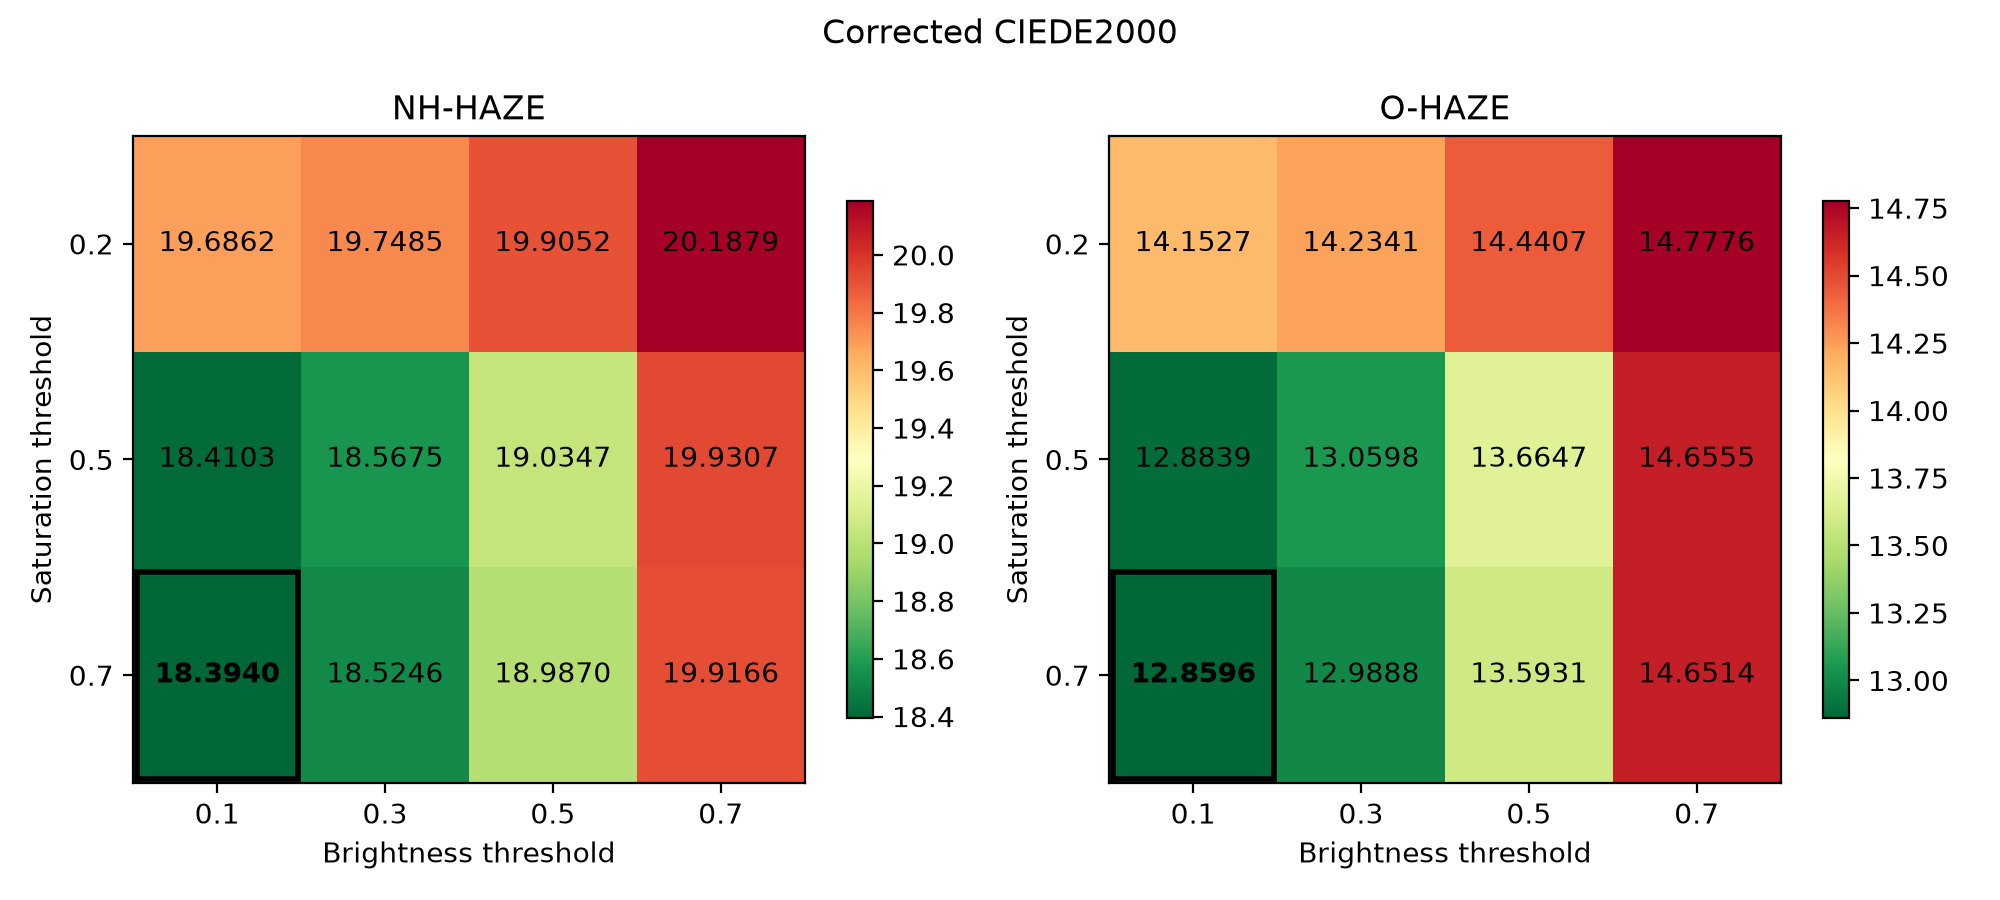 Corrected CIEDE2000
NH-HAZE
Saturation threshold
0.2
0.5
0.7
19.6862 19.7485 19.9052 20.1879
18.4103 18.5675 19.0347 19.9307
18.3940 18.5246 18.9870 19.9166
0.1 0.3 0.5 0.7
Brightness threshold
20.0
19.8
19.6
19.4
19.2
19.0
18.8
18.6
18.4
O-HAZE
Saturation threshold
0.2
0.5
0.7
14.1527 14.2341 14.4407 14.7776
12.8839 13.0598 13.6647 14.6555
12.8596 12.9888 13.5931 14.6514
0.1 0.3 0.5 0.7
Brightness threshold
14.75
14.50
14.25
14.00
13.75
13.50
13.25
13.00